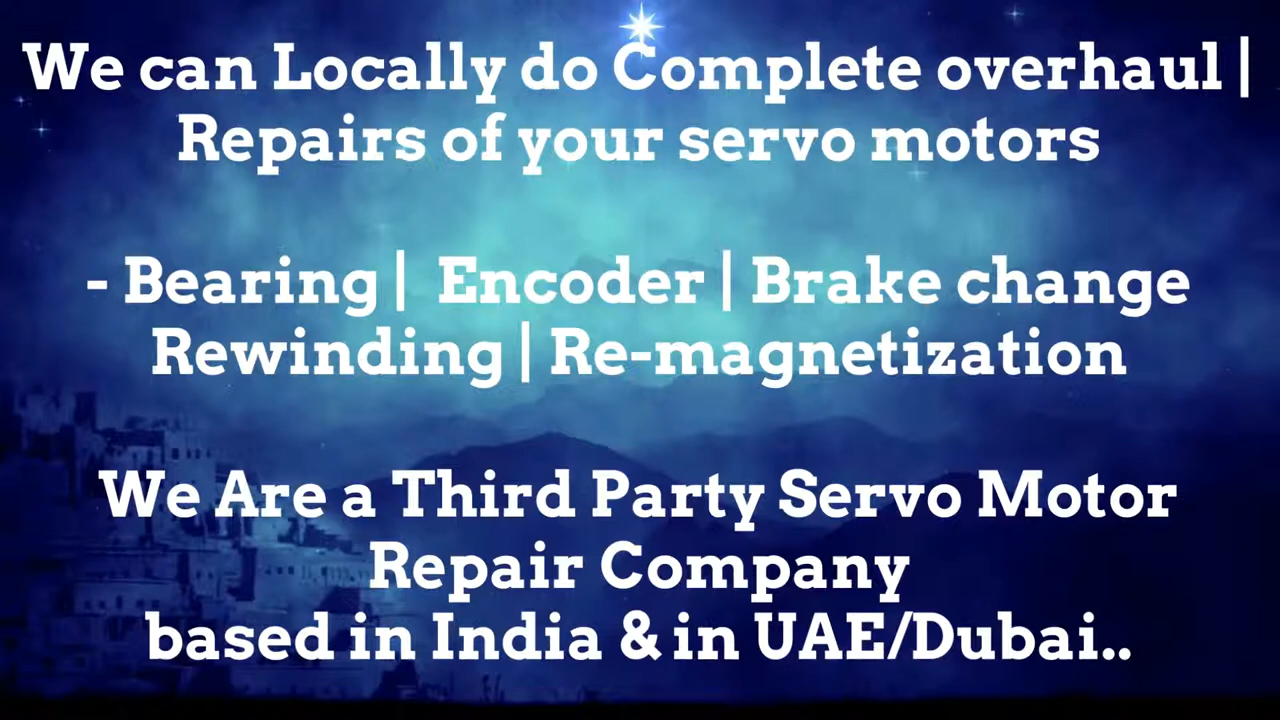 We can Locally do Complete overhaul |
Repairs of your servo motors
- Bearing | Encoder | Brake change
Rewinding | Re-magnetization
We Are a Third Party Servo Motor
Repair Company
based in India & in UAE/Dubai..